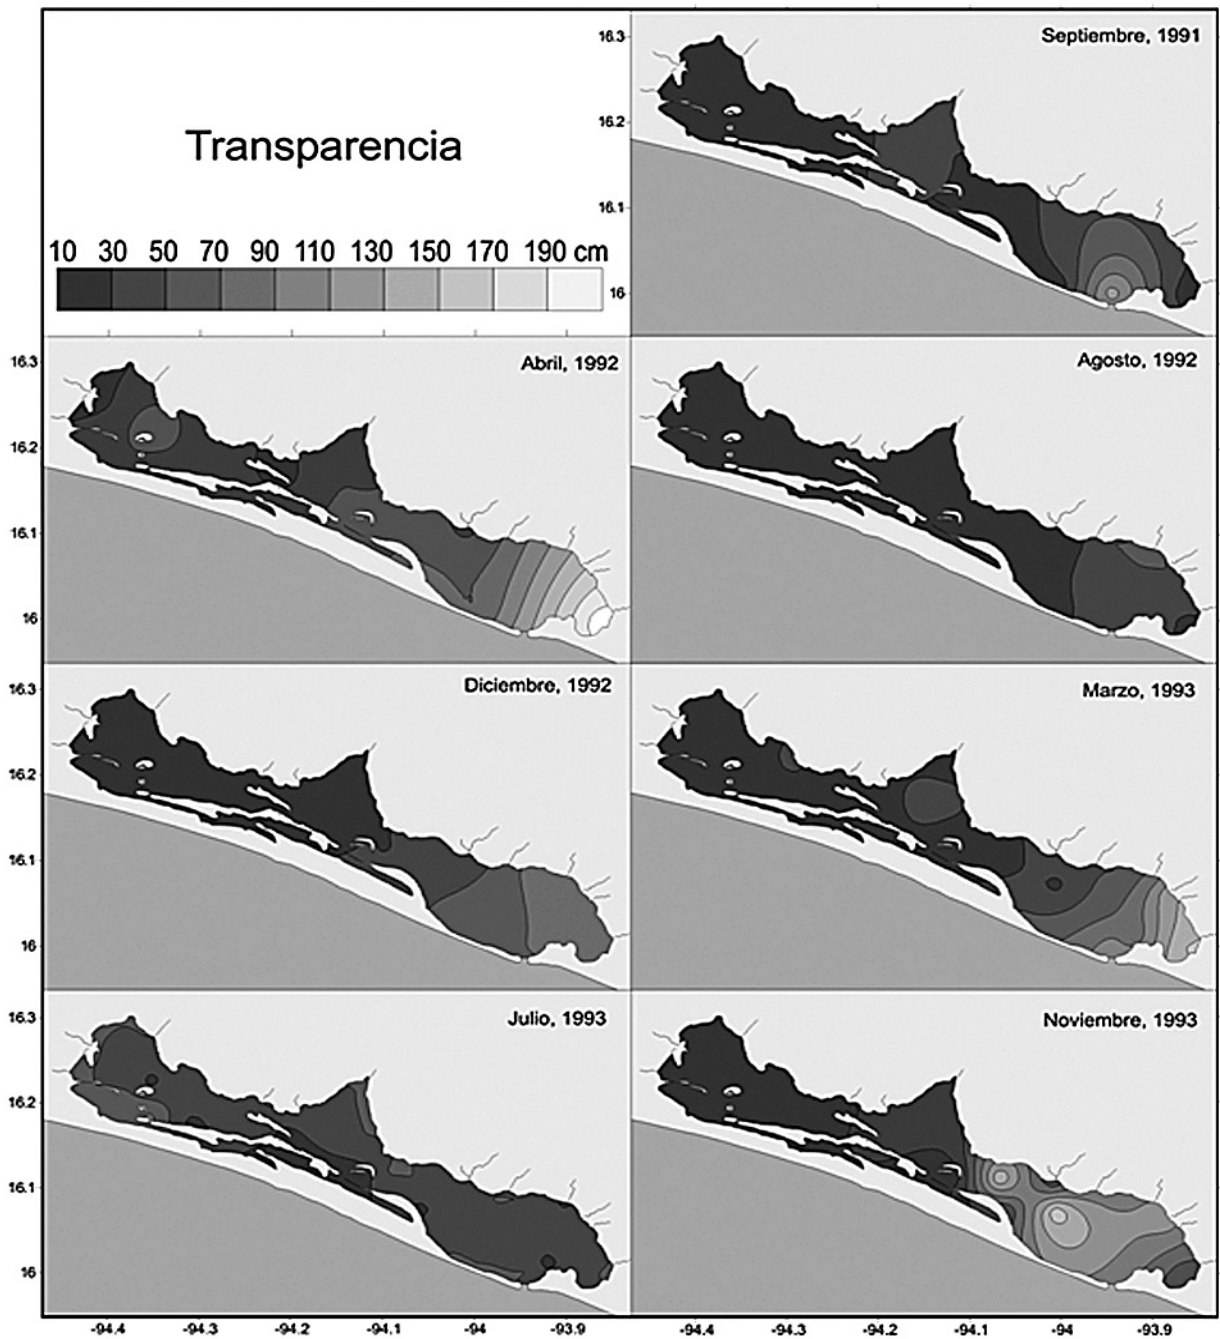 Septiembre, 1991
Transparencia
10 30 50 70 90 110 130 150 170 190 cm
16.3
16.2
16.1
16
Abril, 1992
Agosto, 1992
16.3
16.2
16.1
16
Diciembre, 1992
Marzo, 1993
16.3
16.2
16.1
16
Julio, 1993
Noviembre, 1993
16.3
16.2
16.1
16
-94.4 -94.3 -94.2 -94.1 -94 -93.9 -94.4 -94.3 -94.2 -94.1 -94 -93.9